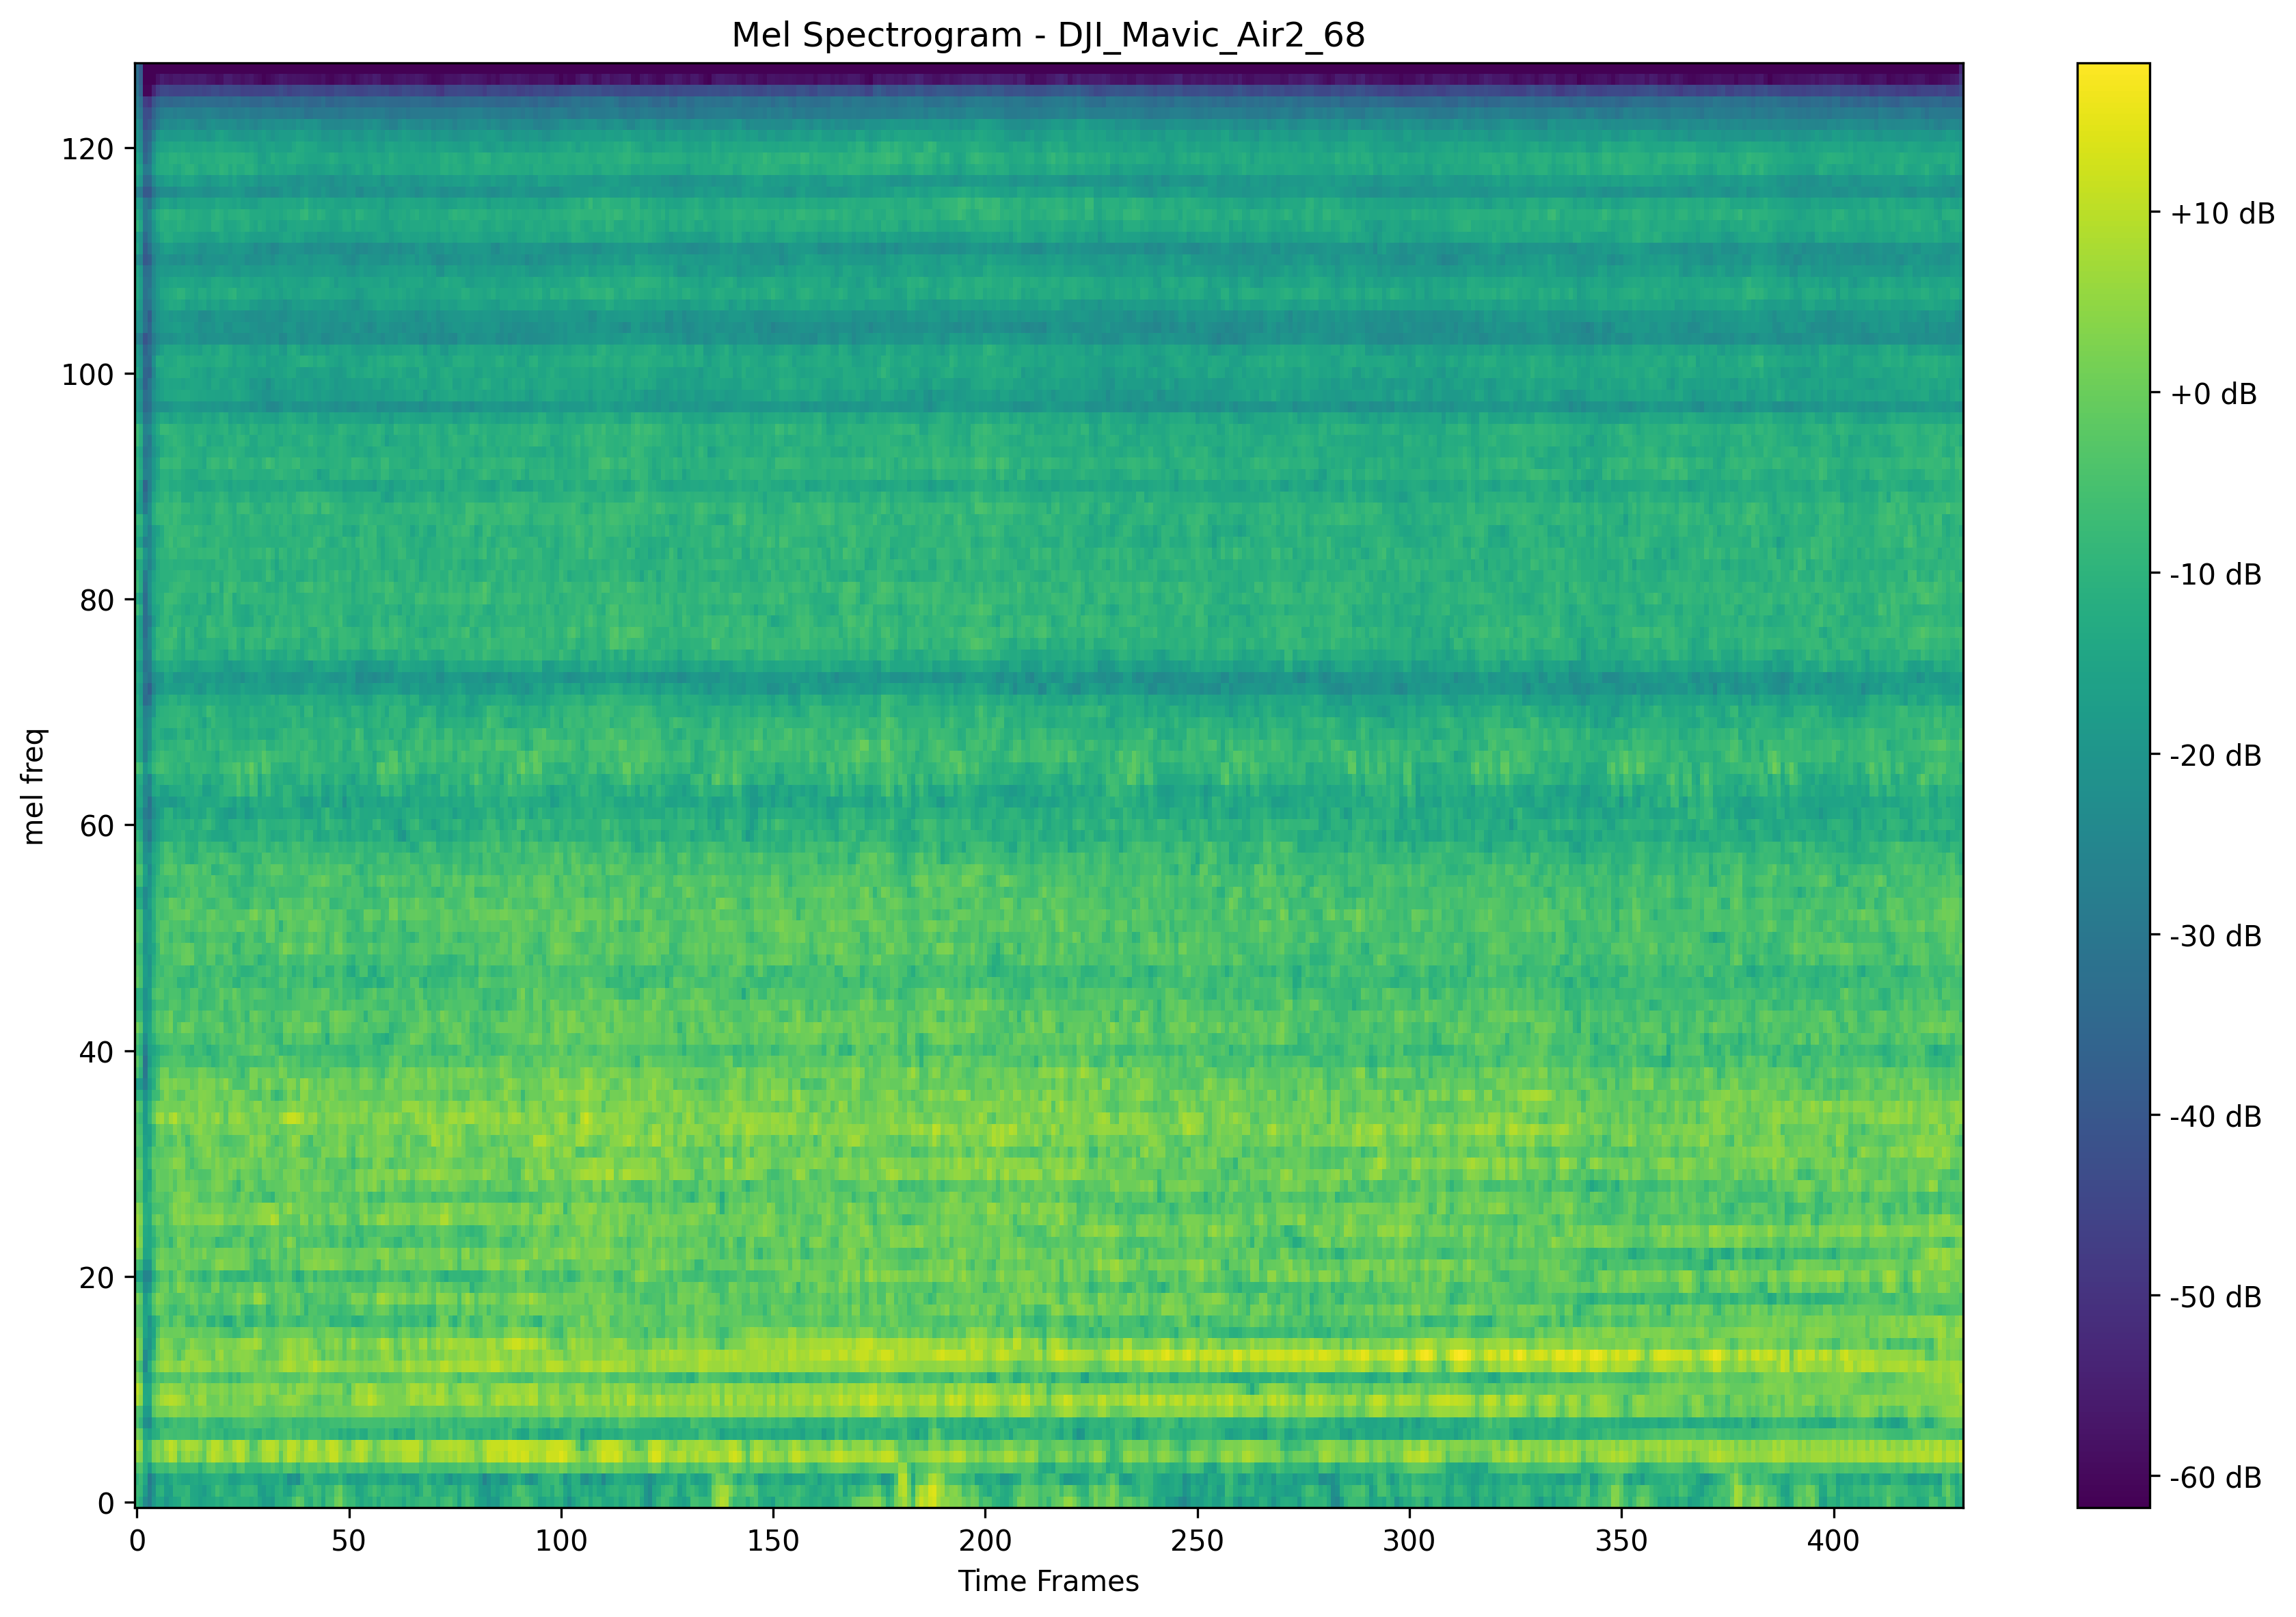 Mel Spectrogram - DJI_Mavic_Air2_68
mel freq
120
100
80
60
40
20
0
0 50 100 150 200 250 300 350 400
Time Frames
+10 dB
+0 dB
-10 dB
-20 dB
-30 dB
-40 dB
-50 dB
-60 dB